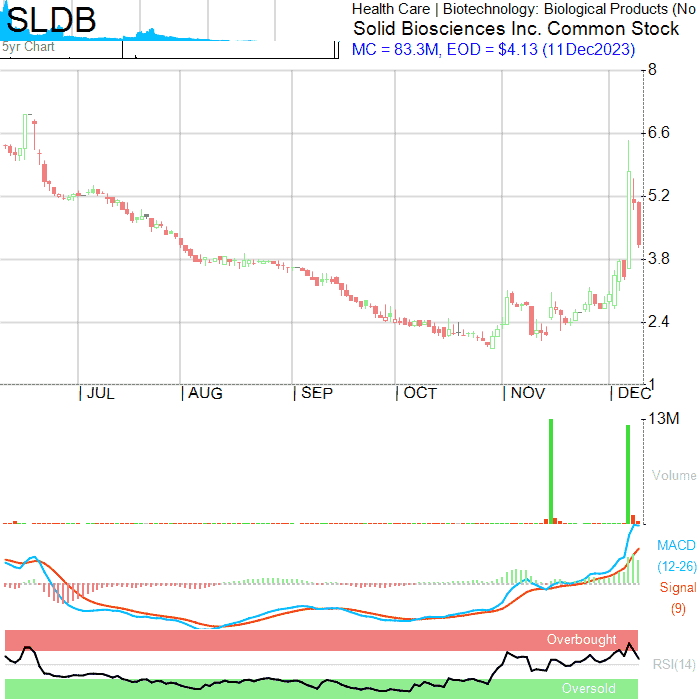 SLDB
5yr Chart
Health Care | Biotechnology: Biological Products (No
Solid Biosciences Inc. Common Stock
MC = 83.3M, EOD = $4.13 (11Dec2023)
8
6.6
5.2
3.8
2.4
1
JUL AUG SEP OCT NOV DEC
13M
Volume
MACD
(12-26)
Signal
(9)
Overbought
RSI(14)
Oversold